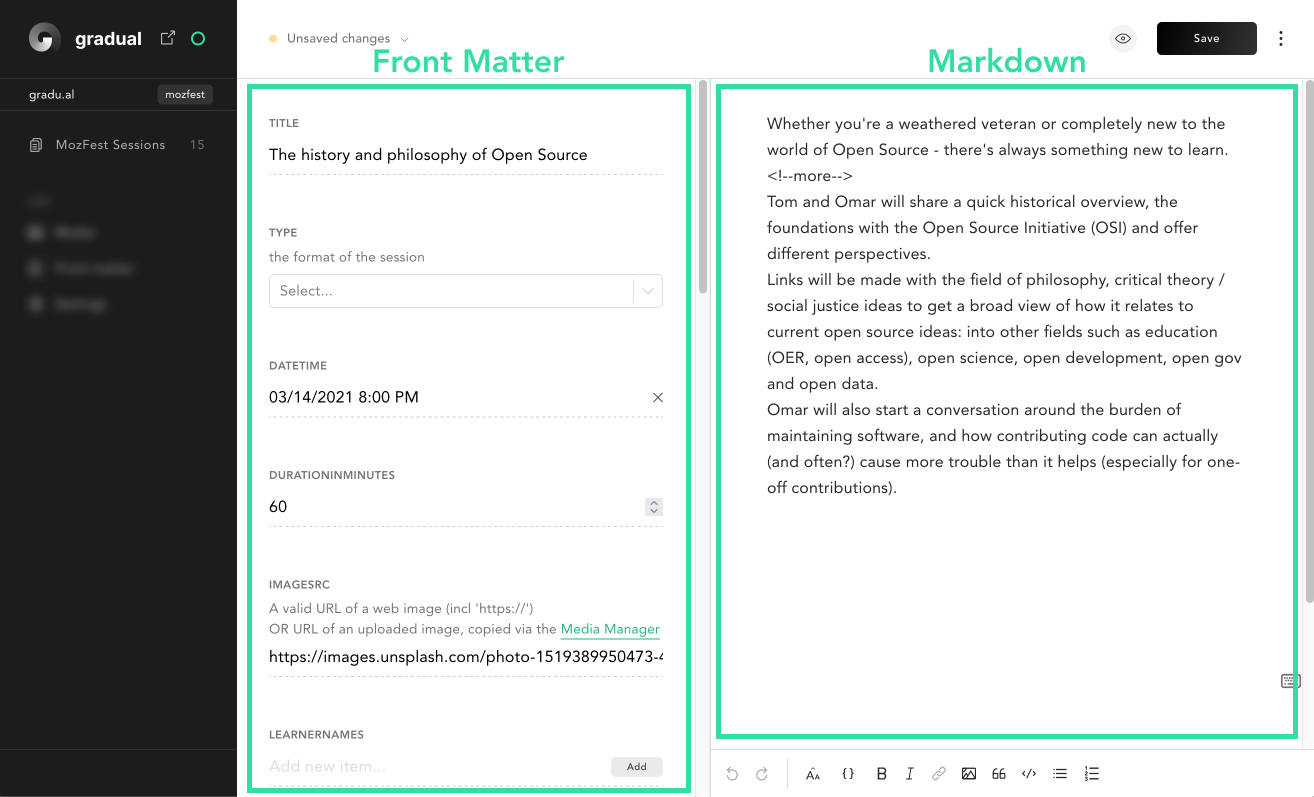 gradual
gradu.al
mozfest
MozFest Sessions 15
Unsaved changes
Save
Front Matter
Markdown
TITLE
The history and philosophy of Open Source
TYPE
the format of the session
Select...
DATETIME
03/14/2021 8:00 PM
DURATIONINMINUTES
60
IMAGESRC
A valid URL of a web image (incl 'https://')
OR URL of an uploaded image, copied via the Media Manager
https://images.unsplash.com/photo-1519389950473-4
LEARNERNAMES
Add new item...
Add
Whether you're a weathered veteran or completely new to the
world of Open Source - there's always something new to learn.
<!--more-->
Tom and Omar will share a quick historical overview, the
foundations with the Open Source Initiative (OSI) and offer
different perspectives.
Links will be made with the field of philosophy, critical theory /
social justice ideas to get a broad view of how it relates to
current open source ideas: into other fields such as education
(OER, open access), open science, open development, open gov
and open data.
Omar will also start a conversation around the burden of
maintaining software, and how contributing code can actually
(and often?) cause more trouble than it helps (especially for one-
off contributions).